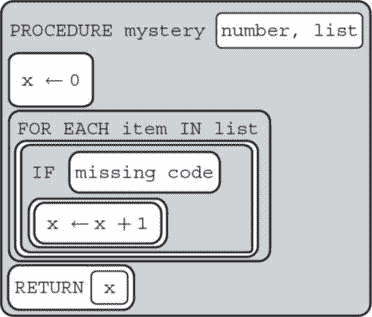 PROCEDURE mystery number, list
x ← 0
FOR EACH item IN list
IF missing code
x ← x + 1
RETURN x